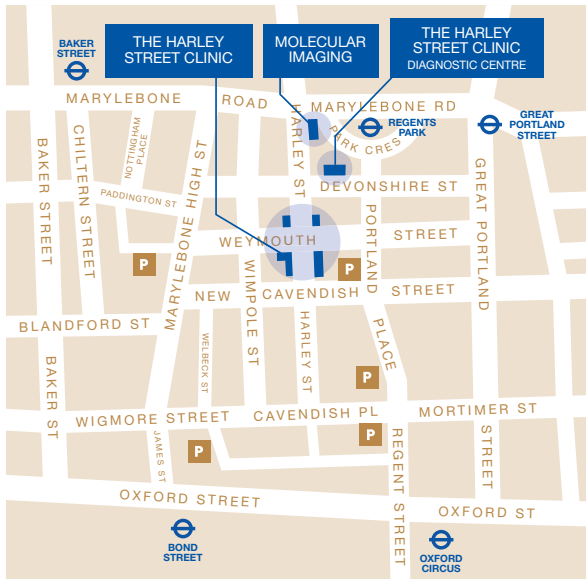 THE HARLEY
STREET CLINIC
MOLECULAR
IMAGING
THE HARLEY
STREET CLINIC
DIAGNOSTIC CENTRE
BAKER
STREET
MARYLEBONE ROAD
MARYLEBONE RD
REGENTS
PARK
GREAT
PORTLAND
STREET
PARK CRES
HARLEY ST
NOTTINGHAM
PLACE
CHILTERN STREET
BAKER STREET
MARYLEBONE HIGH ST
PADDINGTON ST
DEVONSHIRE ST
GREAT PORTLAND
PORTLAND
WEYMOUTH STREET
P
P
WIMPOLE ST
NEW CAVENDISH STREET
BLANDFORD ST
WELBECK ST
HARLEY ST
PLACE
BAKER ST
P
WIGMORE STREET
CAVENDISH PL
MORTIMER ST
P
P
JAMES ST
REGENT STREET
STREET
OXFORD STREET
OXFORD ST
BOND
STREET
OXFORD
CIRCUS